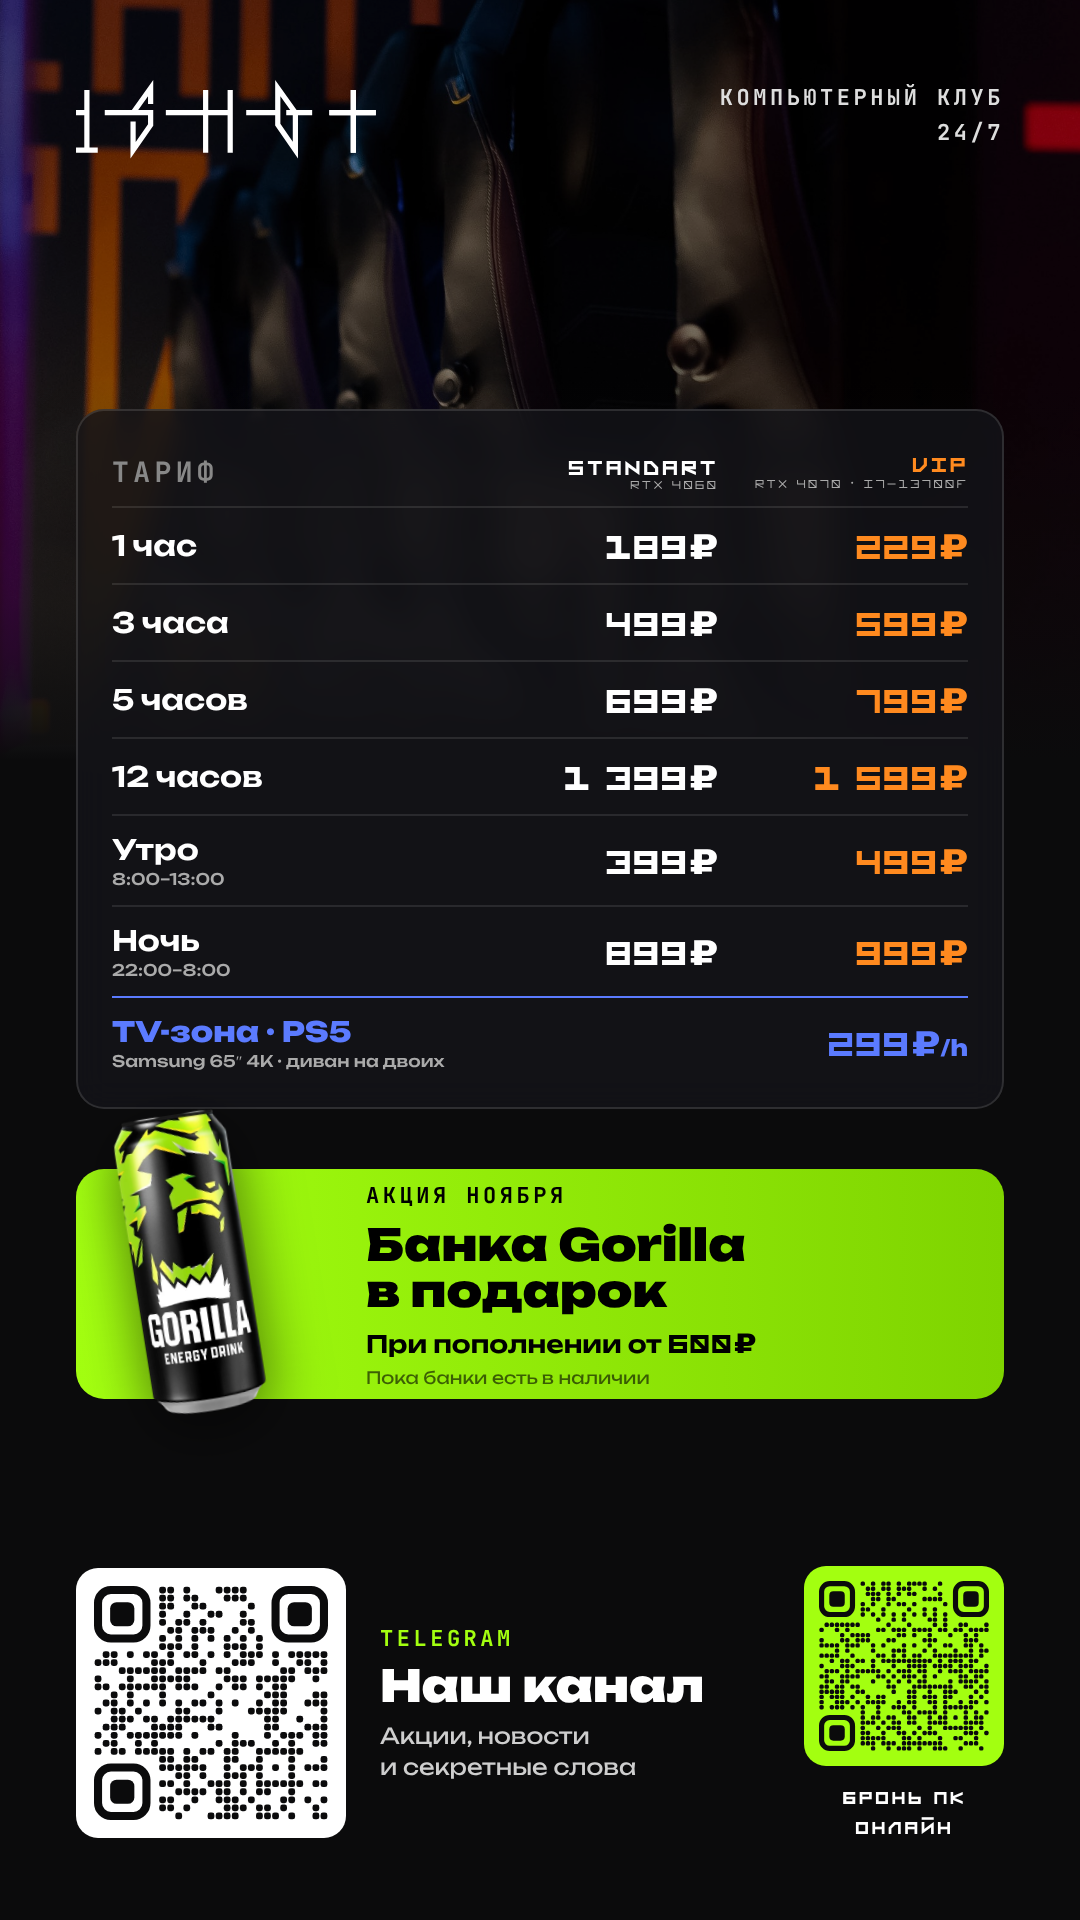 1SHOT
КОМПЬЮТЕРНЫЙ КЛУБ
24/7
ТАРИФ STANDART VIP
RTX 4060 RTX 4070 · I7-13700F
1 час 189₽ 229₽
3 часа 499₽ 599₽
5 часов 699₽ 799₽
12 часов 1 399₽ 1 599₽
Утро 399₽ 499₽
8:00–13:00
Ночь 899₽ 999₽
22:00–8:00
TV-зона · PS5 299₽/h
Samsung 65″ 4K · диван на двоих
GORILLA
ENERGY DRINK
АКЦИЯ НОЯБРЯ
Банка Gorilla
в подарок
При пополнении от 600₽
Пока банки есть в наличии
TELEGRAM
Наш канал
Акции, новости
и секретные слова
БРОНЬ ПК
ОНЛАЙН